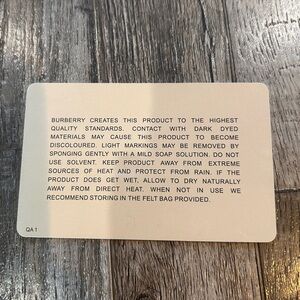 BURBERRY CREATES THIS PRODUCT TO THE HIGHEST
QUALITY STANDARDS. CONTACT WITH DARK DYED
MATERIALS MAY CAUSE THIS PRODUCT TO BECOME
DISCOLOURED. LIGHT MARKINGS MAY BE REMOVED BY
SPONGING GENTLY WITH A MILD SOAP SOLUTION. DO NOT
USE SOLVENT. KEEP PRODUCT AWAY FROM EXTREME
SOURCES OF HEAT AND PROTECT FROM RAIN. IF THE
PRODUCT DOES GET WET, ALLOW TO DRY NATURALLY
AWAY FROM DIRECT HEAT. WHEN NOT IN USE WE
RECOMMEND STORING IN THE FELT BAG PROVIDED.
QA 1